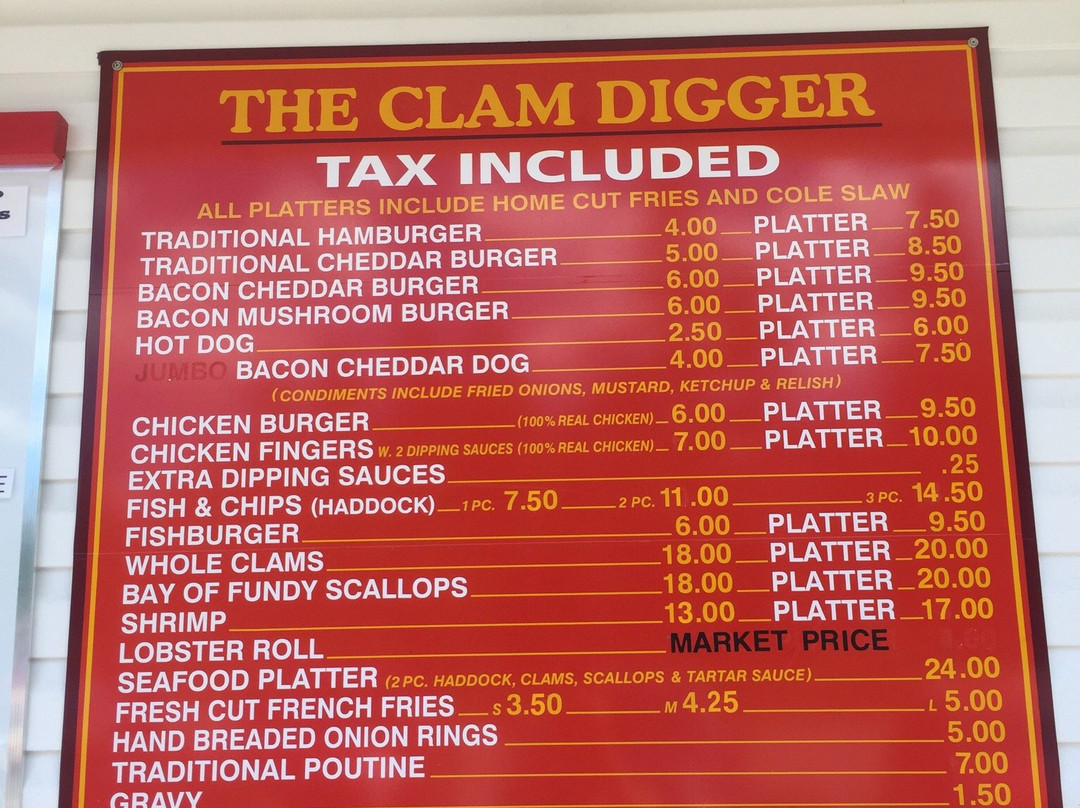 THE CLAM DIGGER
TAX INCLUDED
ALL PLATTERS INCLUDE HOME CUT FRIES AND COLE SLAW
TRADITIONAL HAMBURGER 4.00 PLATTER 7.50
TRADITIONAL CHEDDAR BURGER 5.00 PLATTER 8.50
BACON CHEDDAR BURGER 6.00 PLATTER 9.50
BACON MUSHROOM BURGER 6.00 PLATTER 9.50
HOT DOG 2.50 PLATTER 6.00
JUMBO BACON CHEDDAR DOG 4.00 PLATTER 7.50
(CONDIMENTS INCLUDE FRIED ONIONS, MUSTARD, KETCHUP & RELISH)
CHICKEN BURGER (100% REAL CHICKEN) 6.00 PLATTER 9.50
CHICKEN FINGERS W. 2 DIPPING SAUCES (100% REAL CHICKEN) 7.00 PLATTER 10.00
EXTRA DIPPING SAUCES .25
FISH & CHIPS (HADDOCK) 1 PC. 7.50 2 PC. 11.00 3 PC. 14.50
FISHBURGER 6.00 PLATTER 9.50
WHOLE CLAMS 18.00 PLATTER 20.00
BAY OF FUNDY SCALLOPS 18.00 PLATTER 20.00
SHRIMP 13.00 PLATTER 17.00
LOBSTER ROLL MARKET PRICE
SEAFOOD PLATTER (2 PC. HADDOCK, CLAMS, SCALLOPS & TARTAR SAUCE) 24.00
FRESH CUT FRENCH FRIES S 3.50 M 4.25 L 5.00
HAND BREADED ONION RINGS 5.00
TRADITIONAL POUTINE 7.00
GRAVY 1.50